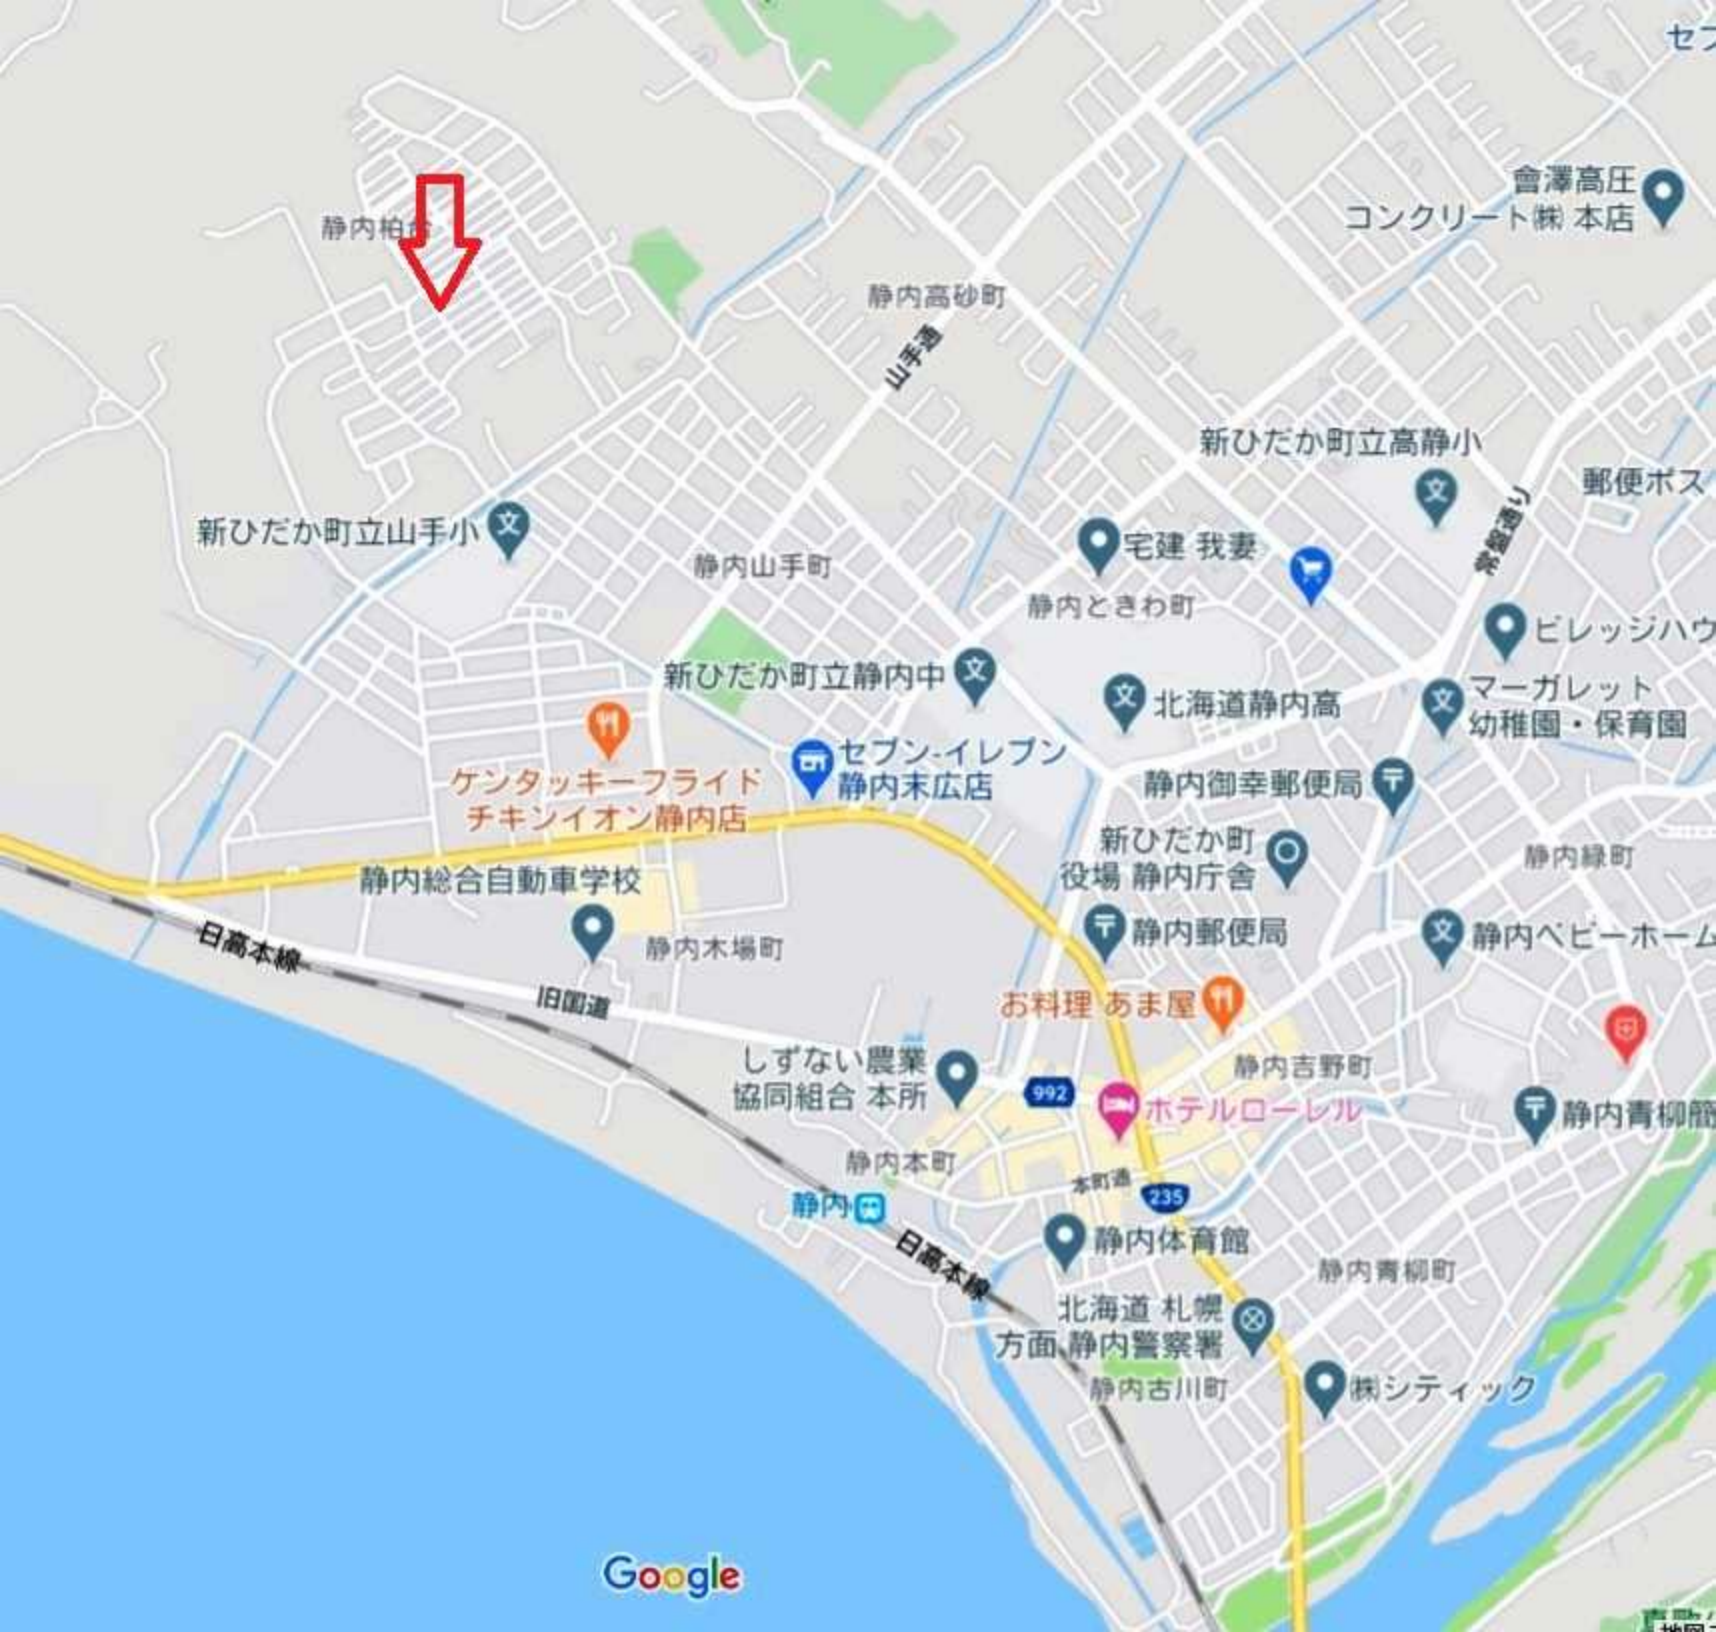 セブ
會澤高圧
コンクリート㈱ 本店
静内柏台
静内高砂町
山手通
新ひだか町立高静小
郵便ポス
常盤通り
新ひだか町立山手小
静内山手町
宅建 我妻
静内ときわ町
ビレッジハウ
新ひだか町立静内中
北海道静内高
マーガレット
幼稚園・保育園
ケンタッキーフライド
チキンイオン静内店
セブン-イレブン
静内末広店
静内御幸郵便局
新ひだか町
役場 静内庁舎
静内緑町
静内総合自動車学校
日高本線
静内木場町
静内郵便局
静内ベビーホーム
旧国道
お料理 あま屋
しずない農業
協同組合 本所
992
静内吉野町
ホテルローレル
静内青柳簡
静内本町
本町通
静内
235
日高本線
静内体育館
静内青柳町
北海道 札幌
方面 静内警察署
静内古川町
㈱シティック
Google